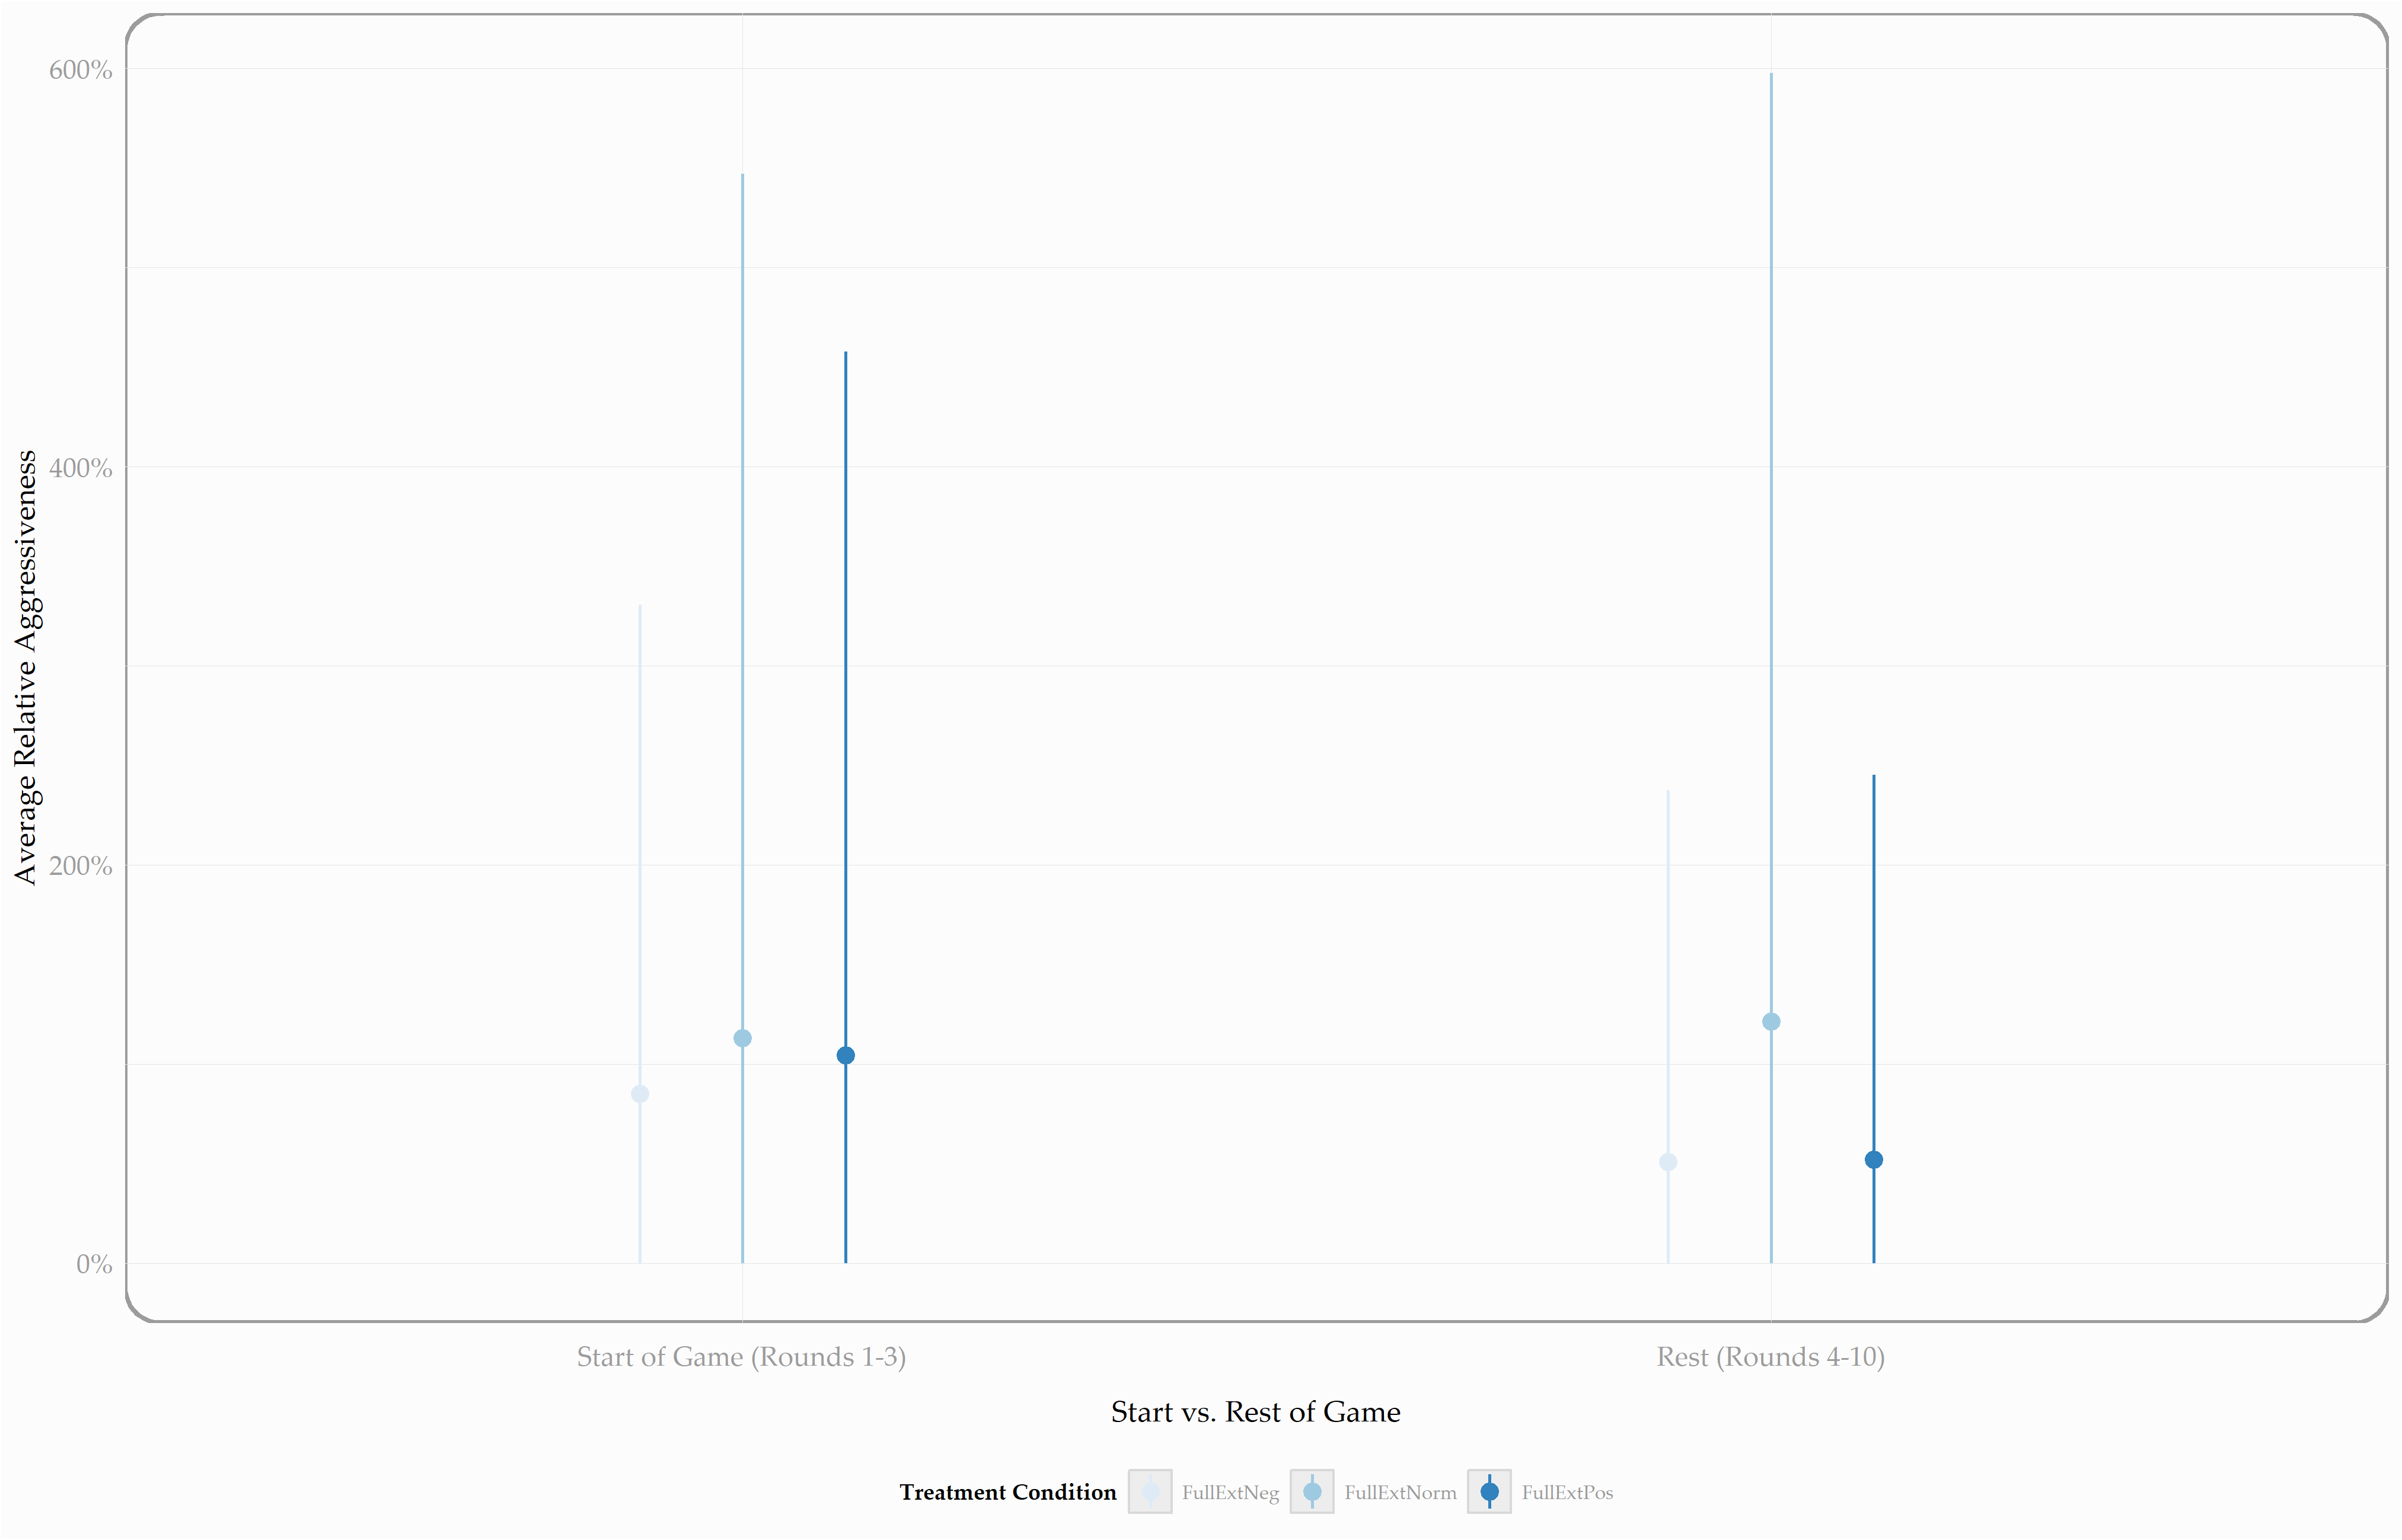 600%
400%
200%
0%
Average Relative Aggressiveness
Start of Game (Rounds 1-3)
Rest (Rounds 4-10)
Start vs. Rest of Game
Treatment Condition FullExtNeg FullExtNorm FullExtPos